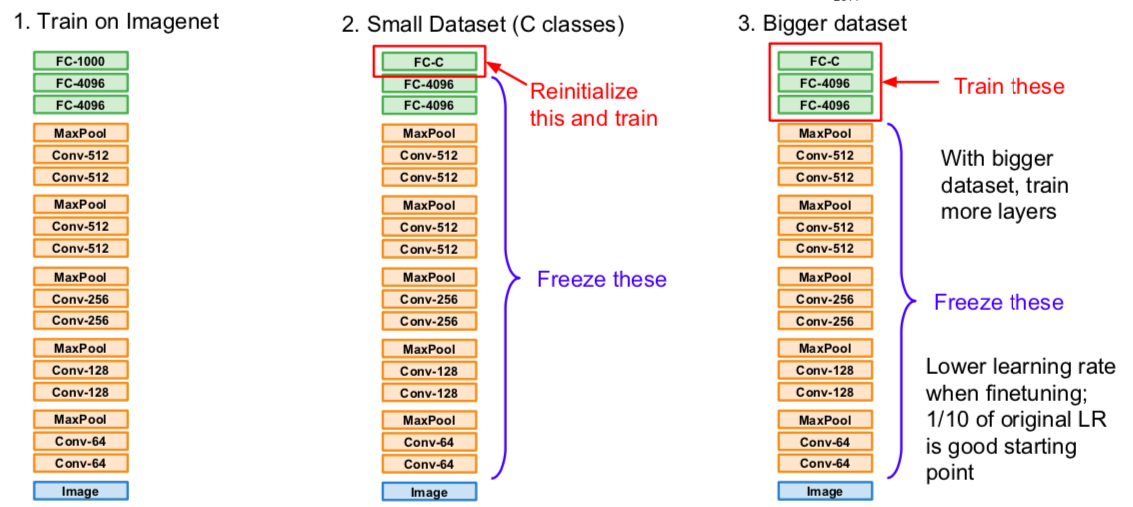 1. Train on Imagenet
FC-1000
FC-4096
FC-4096
MaxPool
Conv-512
Conv-512
MaxPool
Conv-512
Conv-512
MaxPool
Conv-256
Conv-256
MaxPool
Conv-128
Conv-128
MaxPool
Conv-64
Conv-64
Image
2. Small Dataset (C classes)
FC-C
FC-4096
FC-4096
MaxPool
Conv-512
Conv-512
MaxPool
Conv-512
Conv-512
MaxPool
Conv-256
Conv-256
MaxPool
Conv-128
Conv-128
MaxPool
Conv-64
Conv-64
Image
Reinitialize
this and train
Freeze these
3. Bigger dataset
FC-C
FC-4096
FC-4096
MaxPool
Conv-512
Conv-512
MaxPool
Conv-512
Conv-512
MaxPool
Conv-256
Conv-256
MaxPool
Conv-128
Conv-128
MaxPool
Conv-64
Conv-64
Image
Train these
With bigger
dataset, train
more layers
Freeze these
Lower learning rate
when finetuning;
1/10 of original LR
is good starting
point